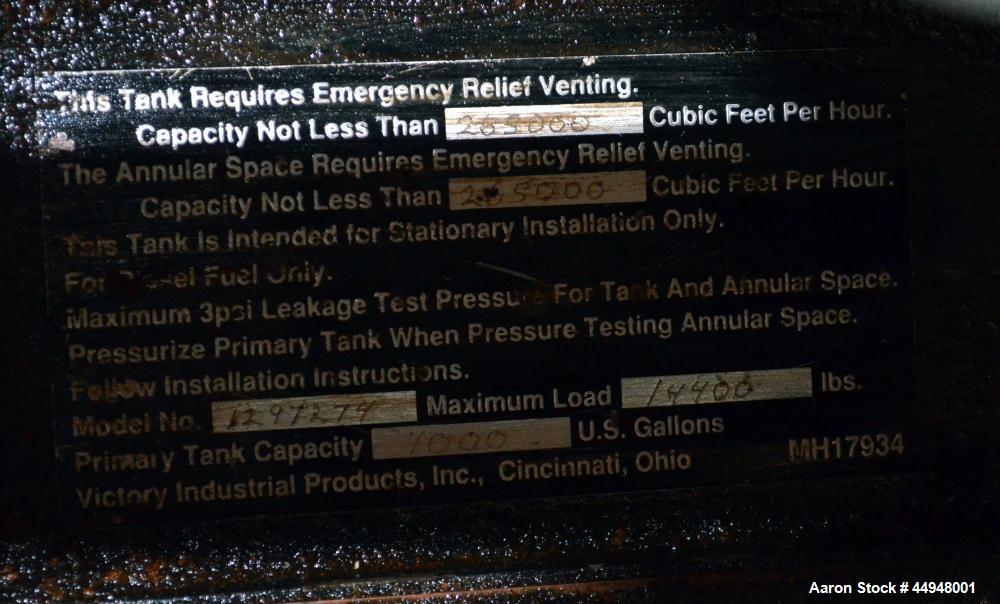 This Tank Requires Emergency Relief Venting.
Capacity Not Less Than 265000 Cubic Feet Per Hour.
The Annular Space Requires Emergency Relief Venting.
Capacity Not Less Than 265000 Cubic Feet Per Hour.
This Tank Is Intended for Stationary Installation Only.
For Diesel Fuel Only.
Maximum 3psi Leakage Test Pressure For Tank And Annular Space.
Pressurize Primary Tank When Pressure Testing Annular Space.
Follow Installation Instructions.
Model No. Maximum Load 14400 lbs.
Primary Tank Capacity 1000 U.S. Gallons
Victory Industrial Products, Inc., Cincinnati, Ohio MH17934
Aaron Stock # 44948001